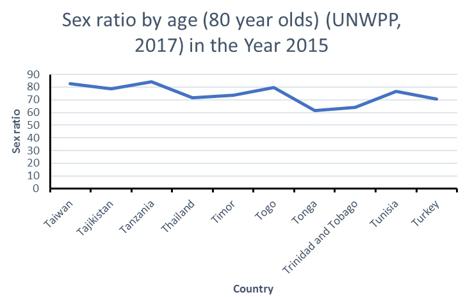 Sex ratio by age (80 year olds) (UNWPP,
2017) in the Year 2015
90
80
70
60
50
40
30
20
10
0
Sex ratio
Taiwan
Tajikistan
Tanzania
Thailand
Timor
Togo
Tonga
Trinidad and Tobago
Tunisia
Turkey
Country